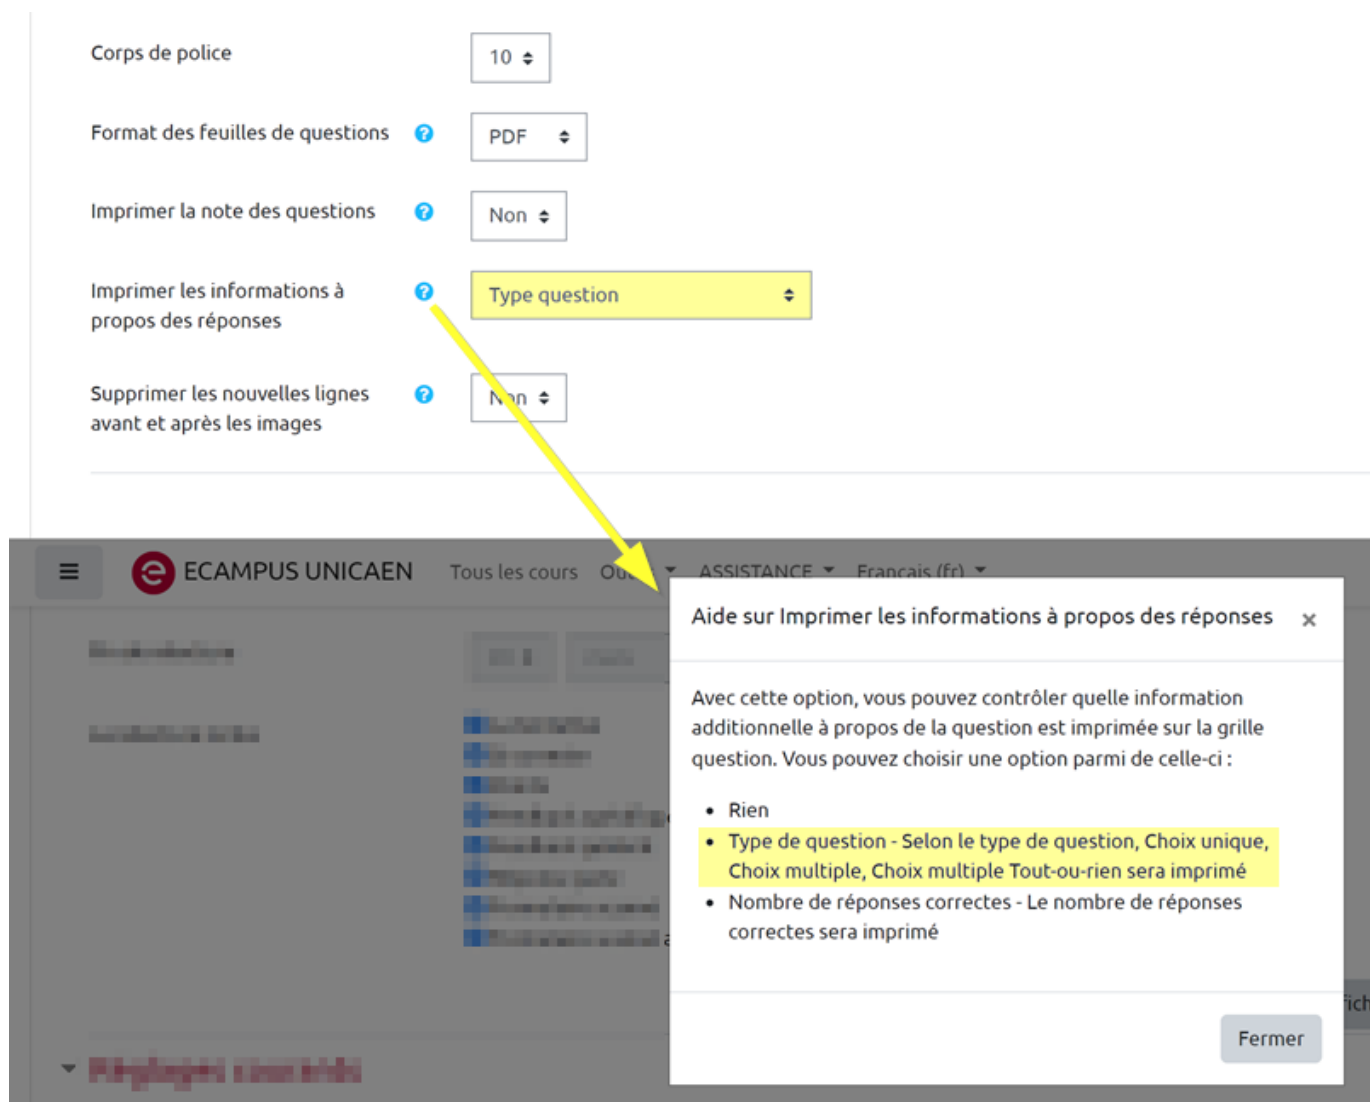 Corps de police
10
Format des feuilles de questions
PDF
Imprimer la note des questions
Non
Imprimer les informations à
propos des réponses
Type question
Supprimer les nouvelles lignes
avant et après les images
Non
ECAMPUS UNICAEN Tous les cours ASSISTANCE Français (fr)
Aide sur Imprimer les informations à propos des réponses ×
Avec cette option, vous pouvez contrôler quelle information
additionnelle à propos de la question est imprimée sur la grille
question. Vous pouvez choisir une option parmi de celle-ci :
• Rien
• Type de question - Selon le type de question, Choix unique,
Choix multiple, Choix multiple Tout-ou-rien sera imprimé
• Nombre de réponses correctes - Le nombre de réponses
correctes sera imprimé
Fermer